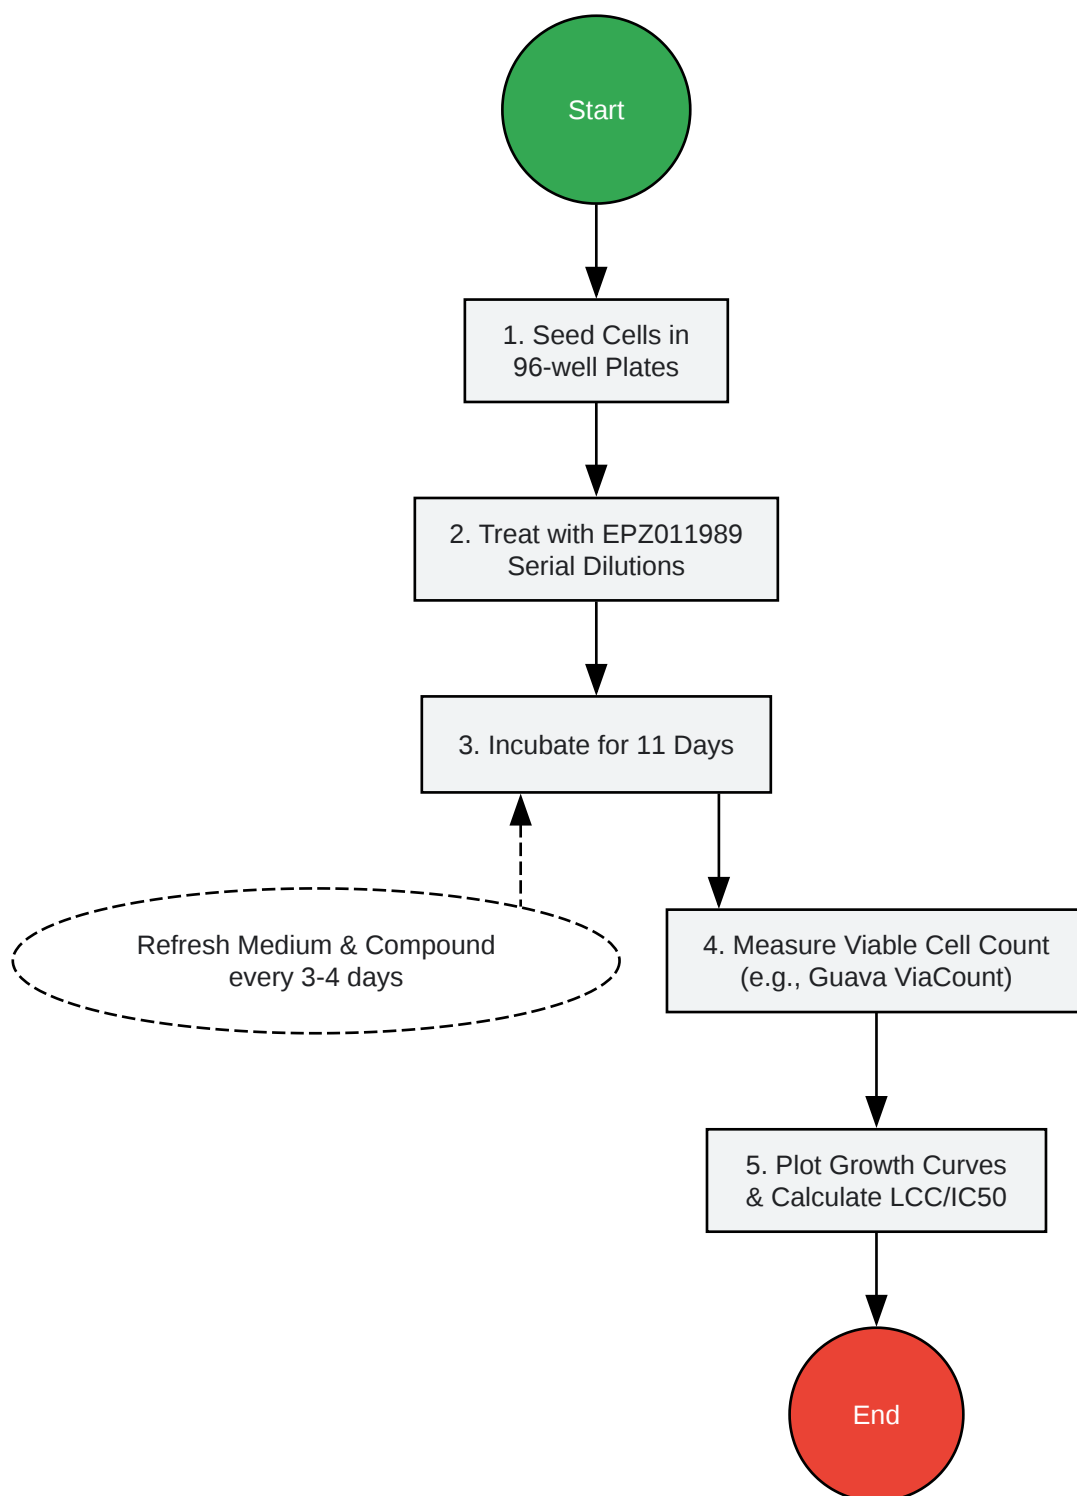 Start
1. Seed Cells in
96-well Plates
2. Treat with EPZ011989
Serial Dilutions
3. Incubate for 11 Days
Refresh Medium & Compound
every 3-4 days
4. Measure Viable Cell Count
(e.g., Guava ViaCount)
5. Plot Growth Curves
& Calculate LCC/IC50
End